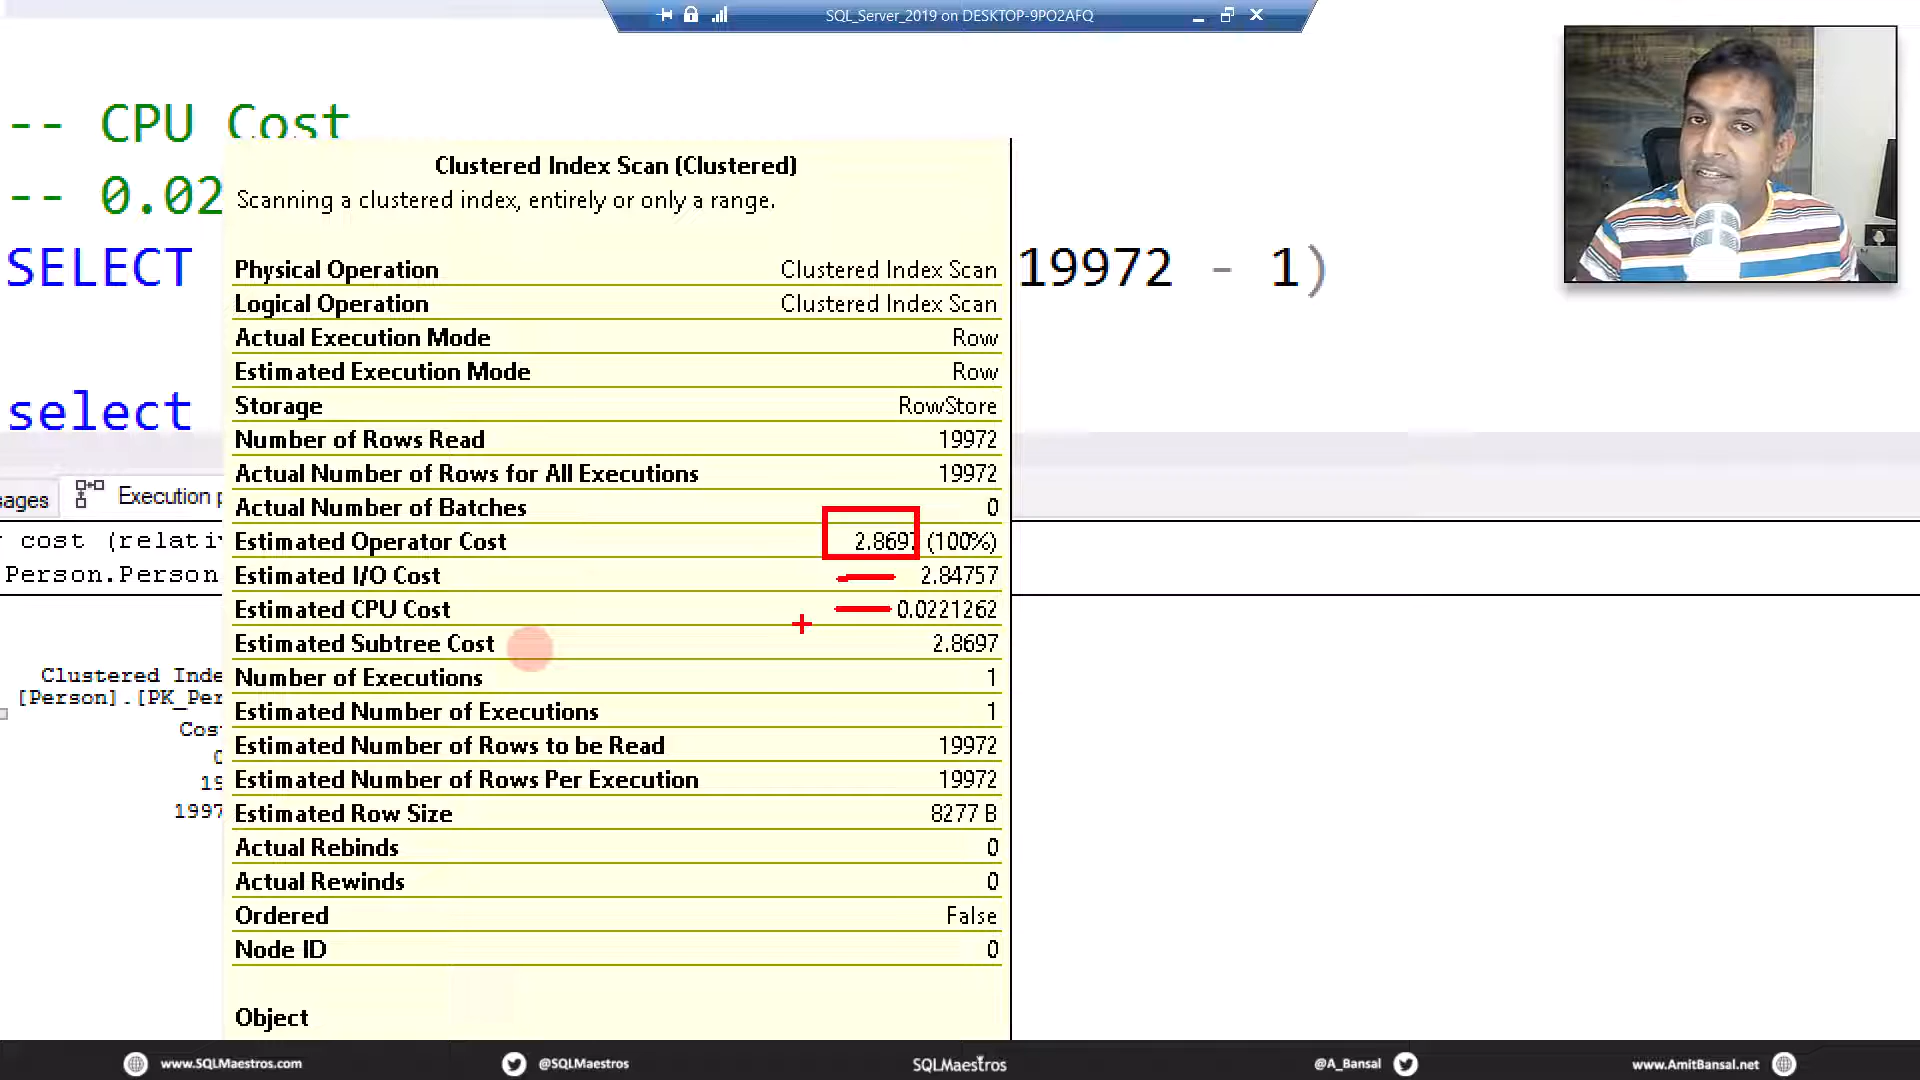 SQL_Server_2019 on DESKTOP-9PO2AFQ
-- CPU Cost
-- 0.02
SELECT 19972 - 1)
select
Clustered Index Scan (Clustered)
Scanning a clustered index, entirely or only a range.
Physical Operation Clustered Index Scan
Logical Operation Clustered Index Scan
Actual Execution Mode Row
Estimated Execution Mode Row
Storage RowStore
Number of Rows Read 19972
Actual Number of Rows for All Executions 19972
Actual Number of Batches 0
Estimated Operator Cost 2.8697 (100%)
Estimated I/O Cost 2.84757
Estimated CPU Cost 0.0221262
Estimated Subtree Cost 2.8697
Number of Executions 1
Estimated Number of Executions 1
Estimated Number of Rows to be Read 19972
Estimated Number of Rows Per Execution 19972
Estimated Row Size 8277 B
Actual Rebinds 0
Actual Rewinds 0
Ordered False
Node ID 0
Object
sages Execution p
cost (relati
Person.Person
Clustered Inde
[Person].[PK_Per
Cos
0
19
1997
www.SQLMaestros.com @SQLMaestros SQLMaestros @A_Bansal www.AmitBansal.net